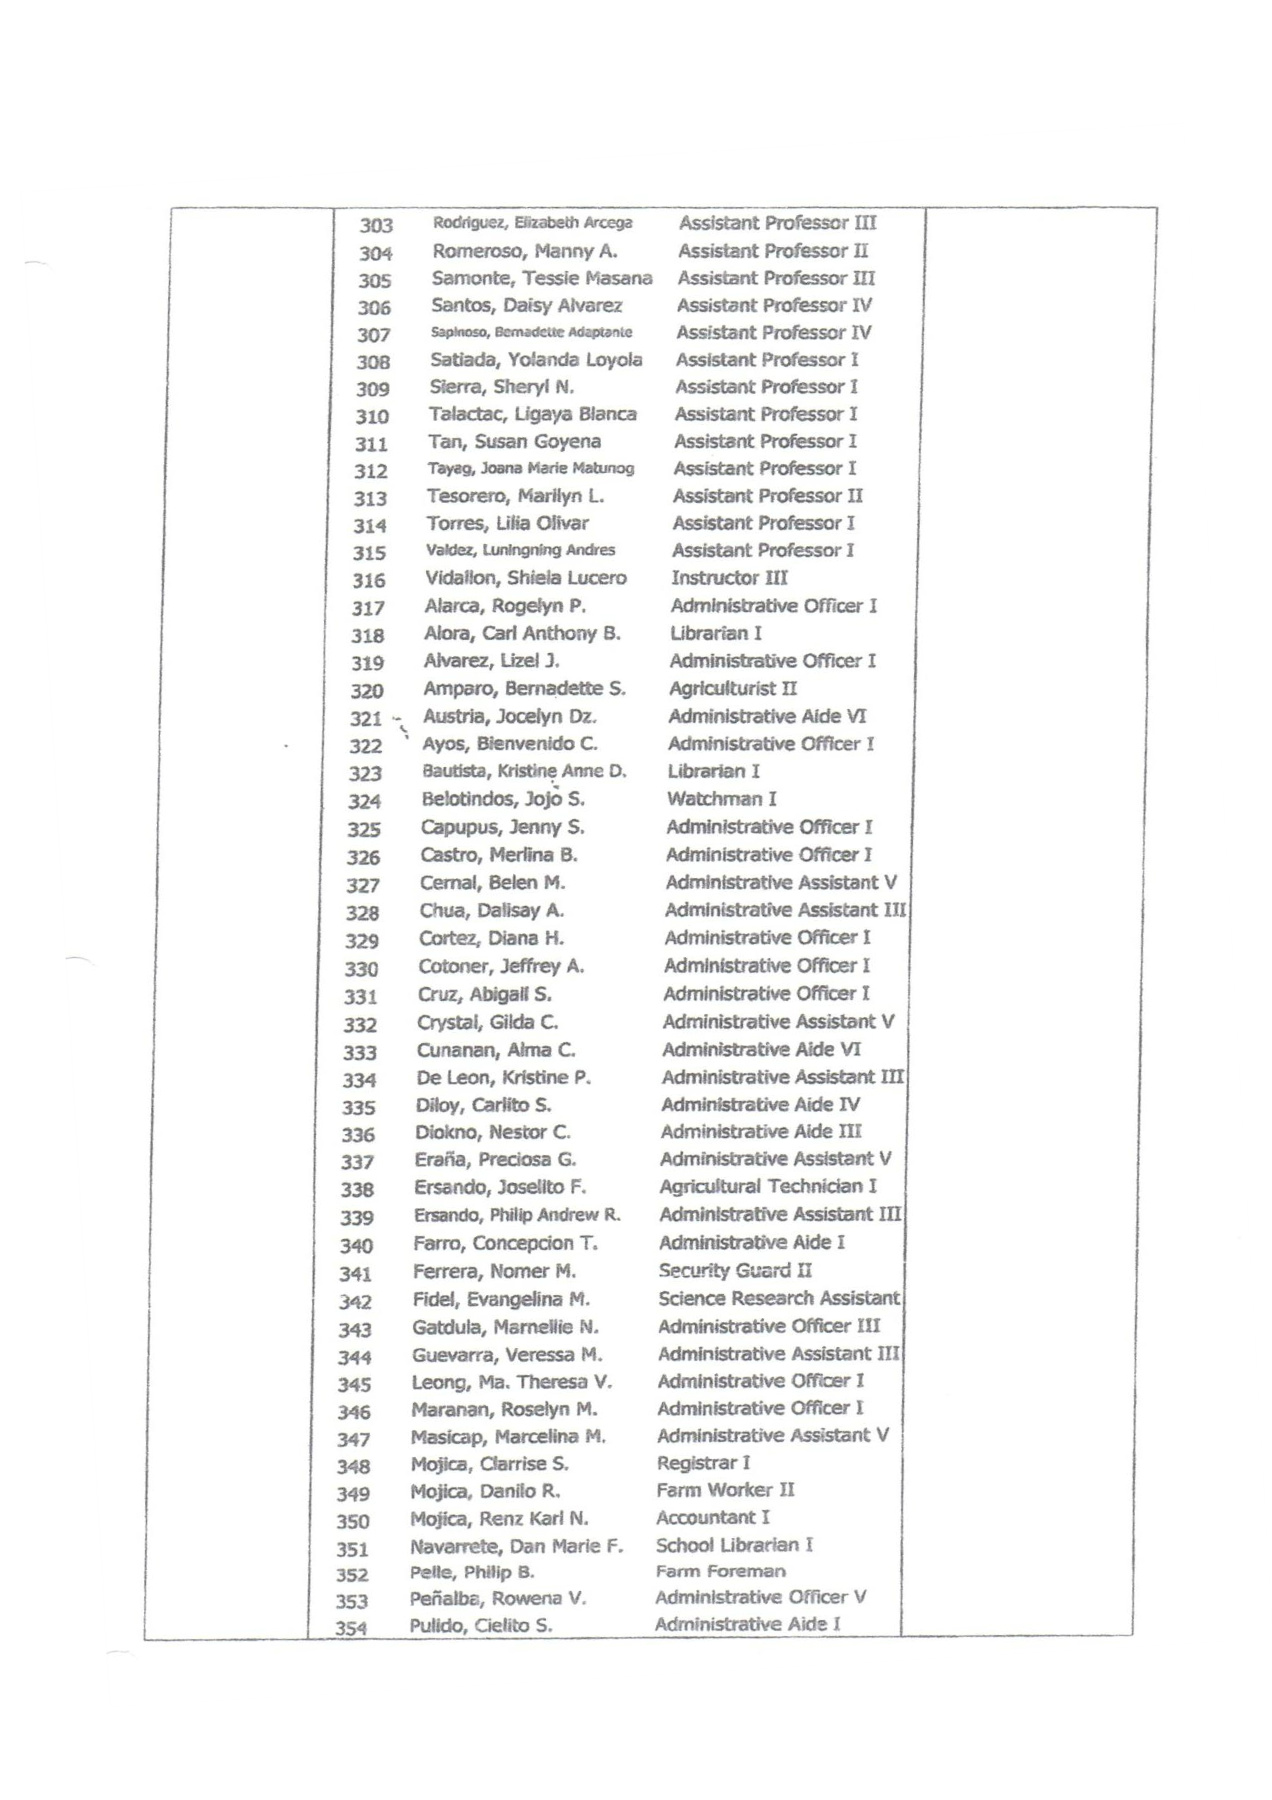 303 Rodriguez, Elizabeth Arcega Assistant Professor III
304 Romeroso, Manny A. Assistant Professor II
305 Samonte, Tessie Masana Assistant Professor III
306 Santos, Daisy Alvarez Assistant Professor IV
307 Sapinoso, Bernadette Adaptante Assistant Professor IV
308 Satiada, Yolanda Loyola Assistant Professor I
309 Sierra, Sheryl N. Assistant Professor I
310 Talactac, Ligaya Blanca Assistant Professor I
311 Tan, Susan Goyena Assistant Professor I
312 Tayag, Joana Marie Matunog Assistant Professor I
313 Tesorero, Marilyn L. Assistant Professor II
314 Torres, Lilia Olivar Assistant Professor I
315 Valdez, Luningning Andres Assistant Professor I
316 Vidallon, Shiela Lucero Instructor III
317 Alarca, Rogelyn P. Administrative Officer I
318 Alora, Carl Anthony B. Librarian I
319 Alvarez, Lizel J. Administrative Officer I
320 Amparo, Bernadette S. Agriculturist II
321 Austria, Jocelyn Dz. Administrative Aide VI
322 Ayos, Bienvenido C. Administrative Officer I
323 Bautista, Kristine Anne D. Librarian I
324 Belotindos, Jojo S. Watchman I
325 Capupus, Jenny S. Administrative Officer I
326 Castro, Merlina B. Administrative Officer I
327 Cernal, Belen M. Administrative Assistant V
328 Chua, Dalisay A. Administrative Assistant III
329 Cortez, Diana H. Administrative Officer I
330 Cotoner, Jeffrey A. Administrative Officer I
331 Cruz, Abigail S. Administrative Officer I
332 Crystal, Gilda C. Administrative Assistant V
333 Cunanan, Alma C. Administrative Aide VI
334 De Leon, Kristine P. Administrative Assistant III
335 Diloy, Carlito S. Administrative Aide IV
336 Diokno, Nestor C. Administrative Aide III
337 Eraña, Preciosa G. Administrative Assistant V
338 Ersando, Joselito F. Agricultural Technician I
339 Ersando, Philip Andrew R. Administrative Assistant III
340 Farro, Concepcion T. Administrative Aide I
341 Ferrera, Nomer M. Security Guard II
342 Fidel, Evangelina M. Science Research Assistant
343 Gatdula, Marnellie N. Administrative Officer III
344 Guevarra, Veressa M. Administrative Assistant III
345 Leong, Ma. Theresa V. Administrative Officer I
346 Maranan, Roselyn M. Administrative Officer I
347 Masicap, Marcelina M. Administrative Assistant V
348 Mojica, Clarrise S. Registrar I
349 Mojica, Danilo R. Farm Worker II
350 Mojica, Renz Karl N. Accountant I
351 Navarrete, Dan Marie F. School Librarian I
352 Pelle, Philip B. Farm Foreman
353 Peñalba, Rowena V. Administrative Officer V
354 Pulido, Cielito S. Administrative Aide I